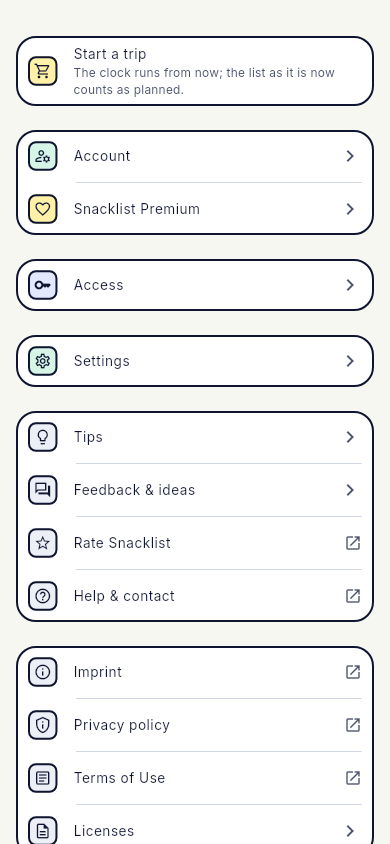 Start a trip
The clock runs from now; the list as it is now
counts as planned.
Account
Snacklist Premium
Access
Settings
Tips
Feedback & ideas
Rate Snacklist
Help & contact
Imprint
Privacy policy
Terms of Use
Licenses